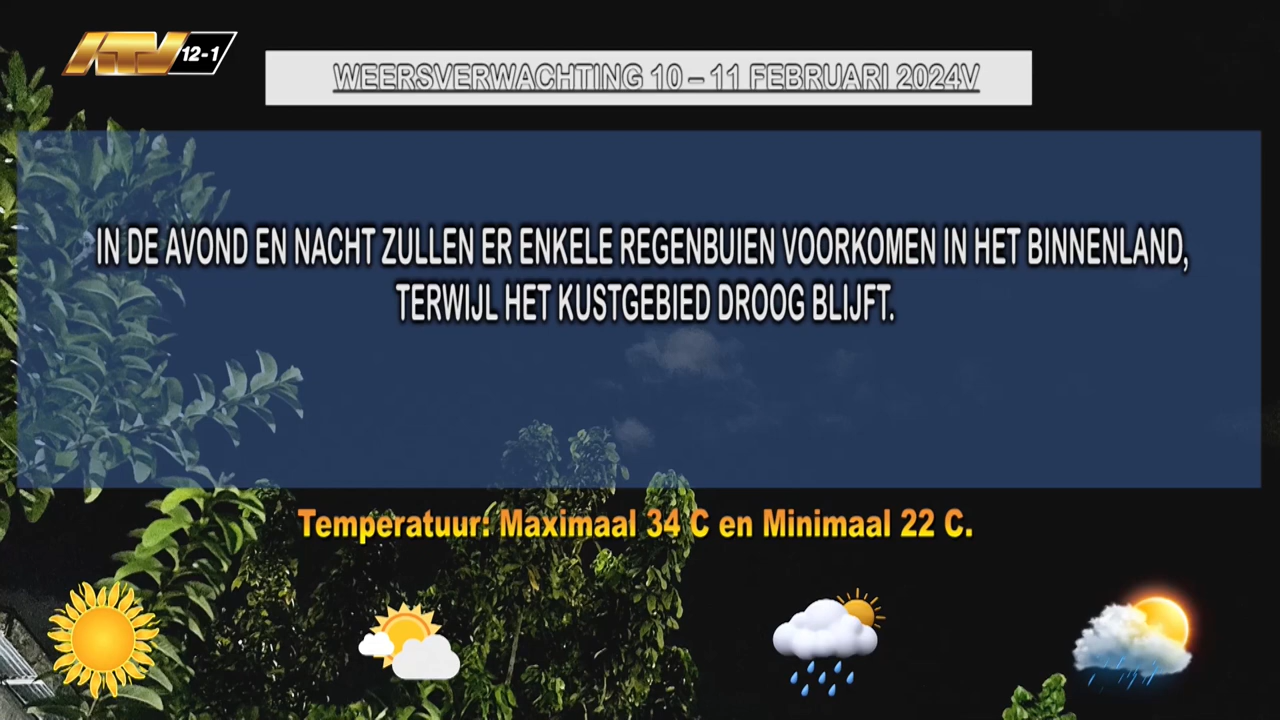 ATV 12-1
WEERSVERWACHTING 10 – 11 FEBRUARI 2024V
IN DE AVOND EN NACHT ZULLEN ER ENKELE REGENBUIEN VOORKOMEN IN HET BINNENLAND,
TERWIJL HET KUSTGEBIED DROOG BLIJFT.
Temperatuur: Maximaal 34 C en Minimaal 22 C.